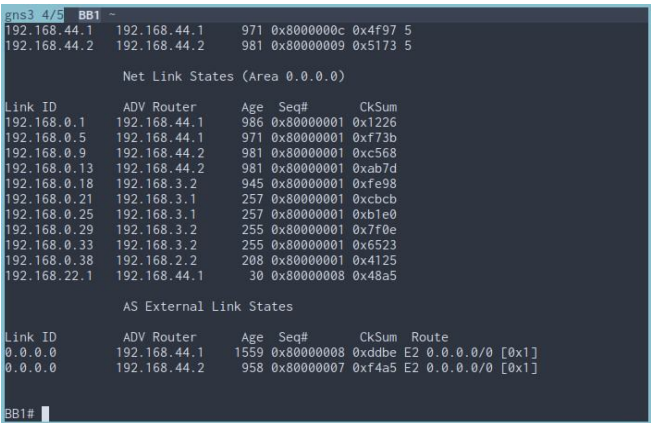 gns3 4/5 BB1 ~
192.168.44.1 192.168.44.1 971 0x8000000c 0x4f97 5
192.168.44.2 192.168.44.2 981 0x80000009 0x5173 5
Net Link States (Area 0.0.0.0)
Link ID ADV Router Age Seq# CkSum
192.168.0.1 192.168.44.1 986 0x80000001 0x1226
192.168.0.5 192.168.44.1 971 0x80000001 0xf73b
192.168.0.9 192.168.44.2 981 0x80000001 0xc568
192.168.0.13 192.168.44.2 981 0x80000001 0xab7d
192.168.0.18 192.168.3.2 945 0x80000001 0xfe98
192.168.0.21 192.168.3.1 257 0x80000001 0xcbcb
192.168.0.25 192.168.3.1 257 0x80000001 0xb1e0
192.168.0.29 192.168.3.2 255 0x80000001 0x7f0e
192.168.0.33 192.168.3.2 255 0x80000001 0x6523
192.168.0.38 192.168.2.2 208 0x80000001 0x4125
192.168.22.1 192.168.44.1 30 0x80000008 0x48a5
AS External Link States
Link ID ADV Router Age Seq# CkSum Route
0.0.0.0 192.168.44.1 1559 0x80000008 0xddbe E2 0.0.0.0/0 [0x1]
0.0.0.0 192.168.44.2 958 0x80000007 0xf4a5 E2 0.0.0.0/0 [0x1]
BB1#